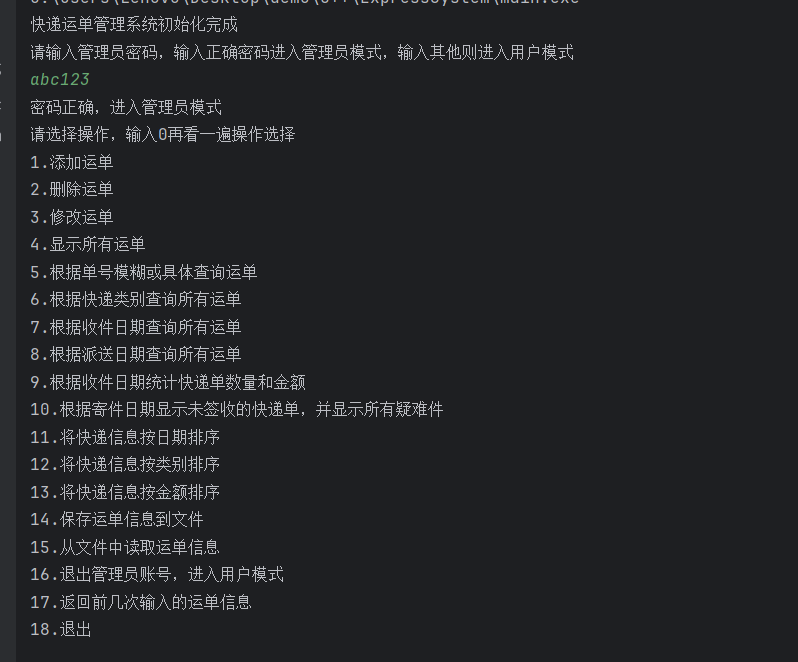 快递运单管理系统初始化完成
请输入管理员密码，输入正确密码进入管理员模式，输入其他则进入用户模式
abc123
密码正确，进入管理员模式
请选择操作，输入0再看一遍操作选择
1.添加运单
2.删除运单
3.修改运单
4.显示所有运单
5.根据单号模糊或具体查询运单
6.根据快递类别查询所有运单
7.根据收件日期查询所有运单
8.根据派送日期查询所有运单
9.根据收件日期统计快递单数量和金额
10.根据寄件日期显示未签收的快递单，并显示所有疑难件
11.将快递信息按日期排序
12.将快递信息按类别排序
13.将快递信息按金额排序
14.保存运单信息到文件
15.从文件中读取运单信息
16.退出管理员账号，进入用户模式
17.返回前几次输入的运单信息
18.退出